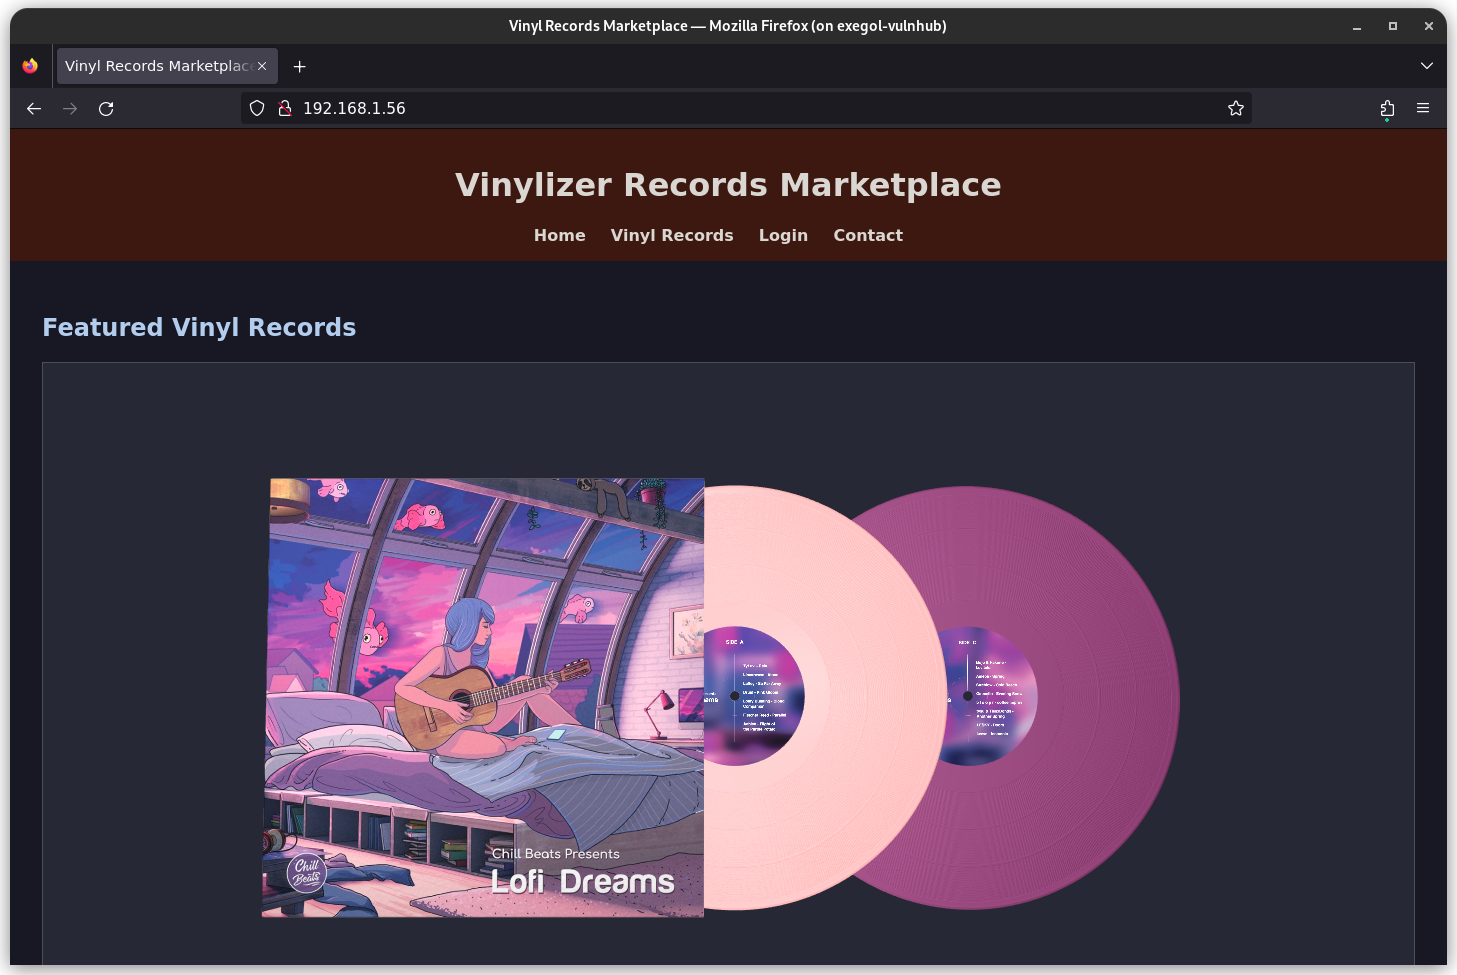 Vinyl Records Marketplace — Mozilla Firefox (on exegol-vulnhub)
Vinyl Records Marketplac
192.168.1.56
Vinylizer Records Marketplace
Home Vinyl Records Login Contact
Featured Vinyl Records
Chill Beats Presents
Lofi Dreams
Chill
Beats
SIDE A
SIDE C